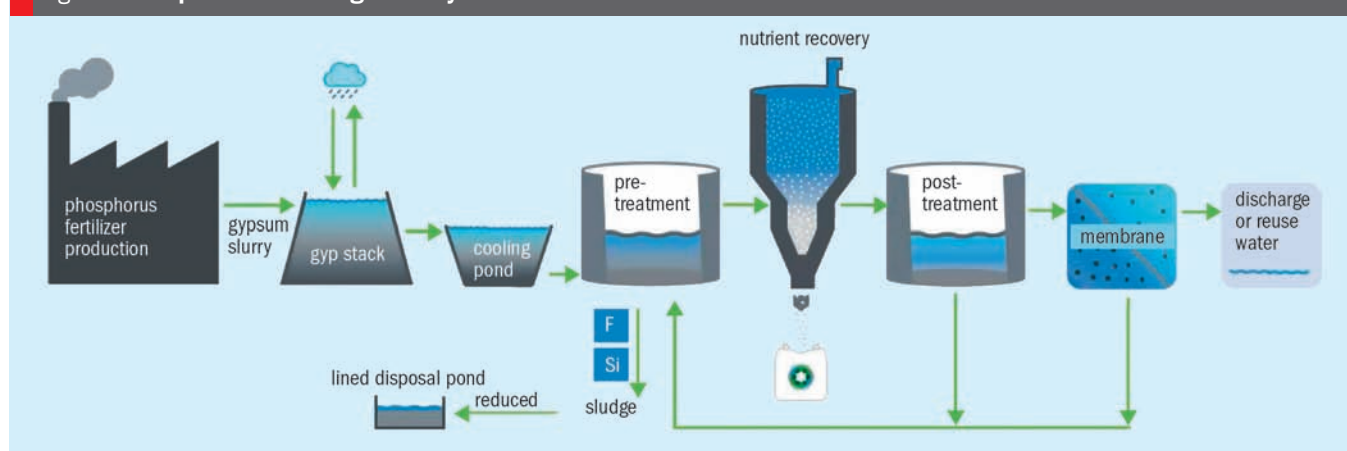 nutrient recovery
phosphorus
fertilizer
production
gypsum
slurry
gyp stack
cooling
pond
pre-
treatment
post-
treatment
membrane
discharge
or reuse
water
F
Si
sludge
reduced
lined disposal pond